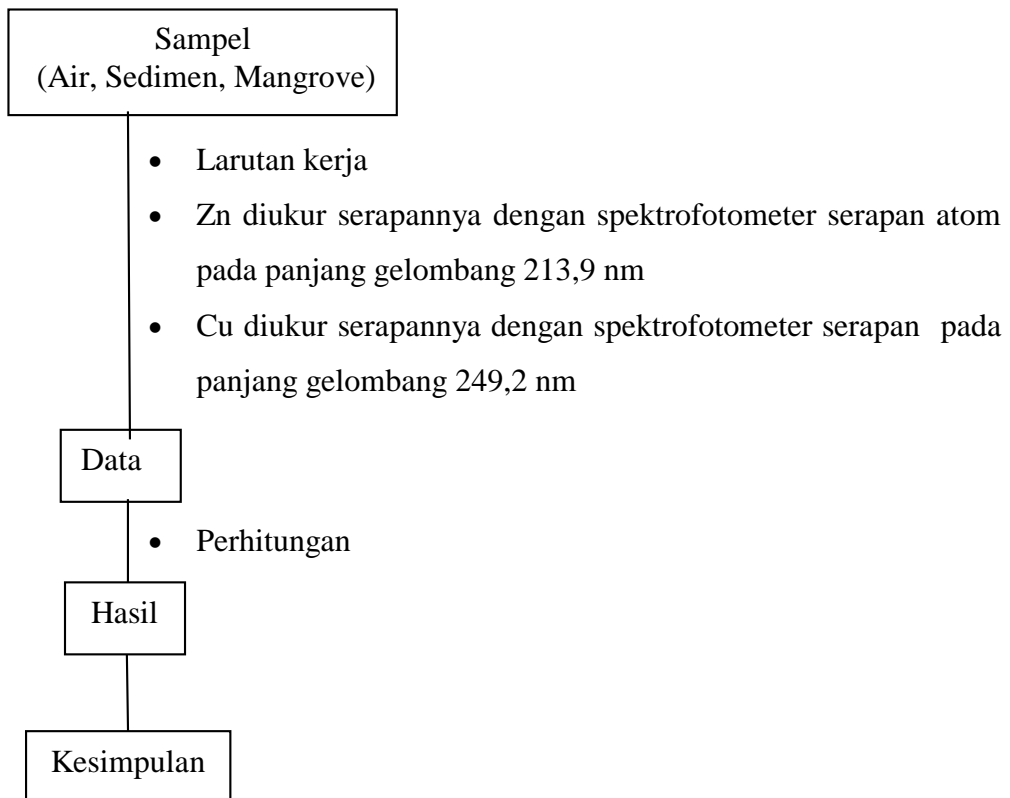 Sampel
(Air, Sedimen, Mangrove)
• Larutan kerja
• Zn diukur serapannya dengan spektrofotometer serapan atom
pada panjang gelombang 213,9 nm
• Cu diukur serapannya dengan spektrofotometer serapan pada
panjang gelombang 249,2 nm
Data
• Perhitungan
Hasil
Kesimpulan